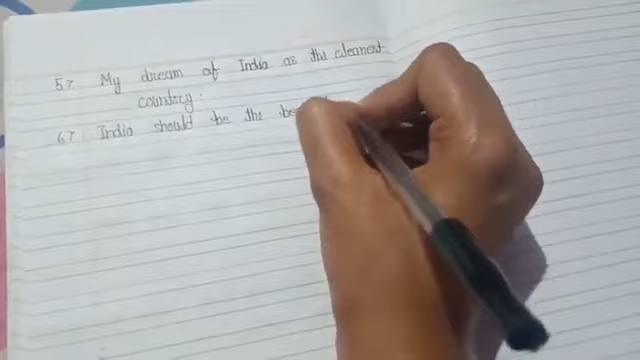 5> My dream of India as the cleanest
country.
6> India should be the